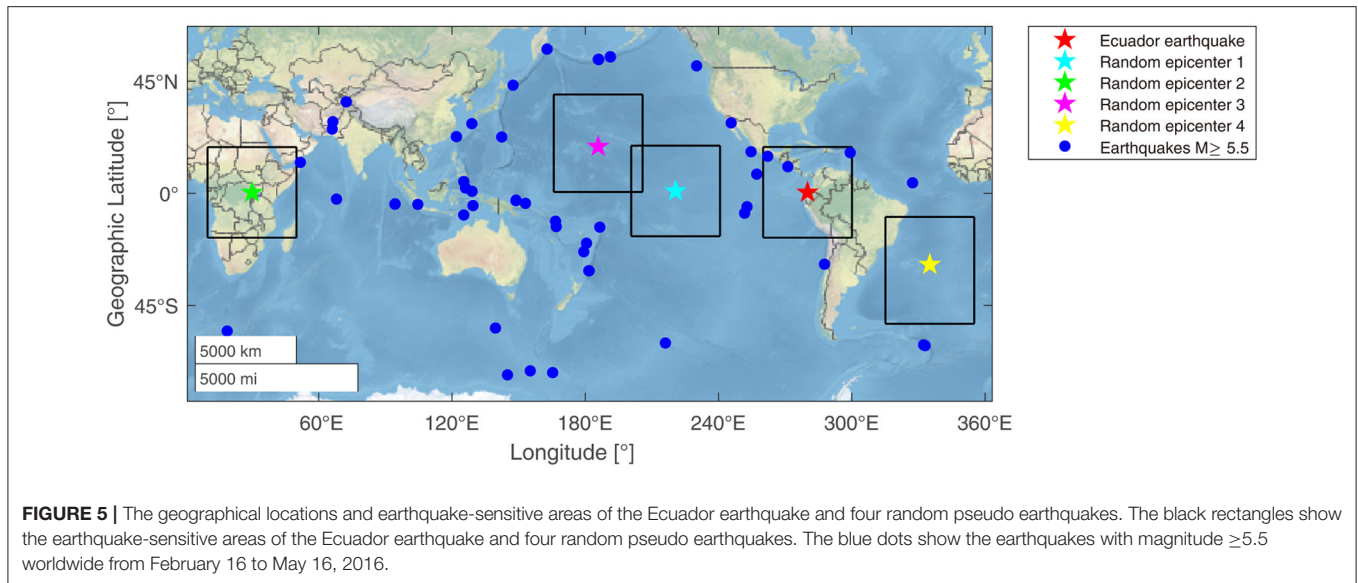 Geographic Latitude [°]
45°N
0°
45°S
5000 km
5000 mi
60°E
120°E
180°E
240°E
300°E
360°E
Longitude [°]
Ecuador earthquake
Random epicenter 1
Random epicenter 2
Random epicenter 3
Random epicenter 4
Earthquakes M≥ 5.5
FIGURE 5 | The geographical locations and earthquake-sensitive areas of the Ecuador earthquake and four random pseudo earthquakes. The black rectangles show
the earthquake-sensitive areas of the Ecuador earthquake and four random pseudo earthquakes. The blue dots show the earthquakes with magnitude ≥5.5
worldwide from February 16 to May 16, 2016.